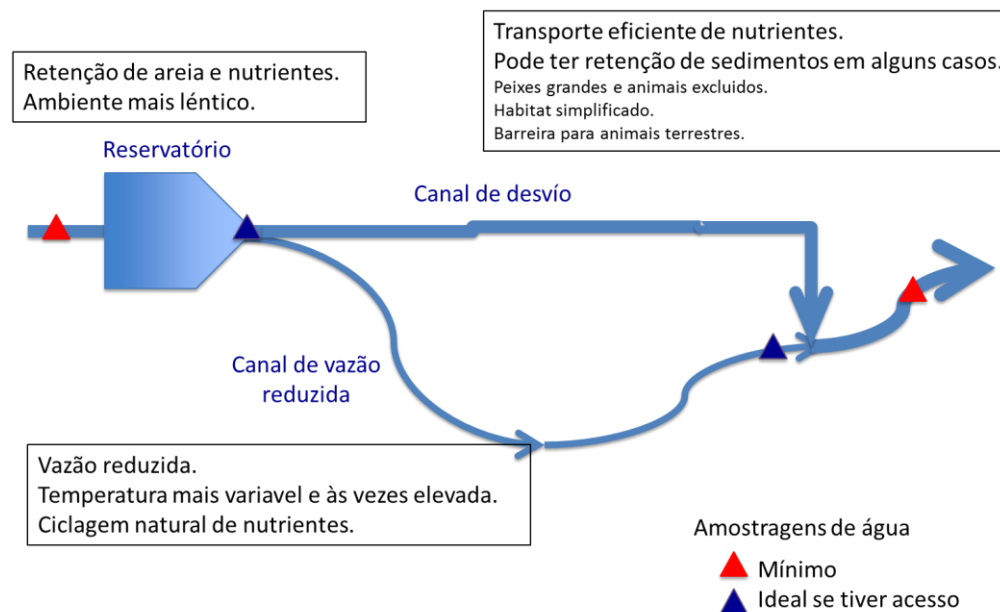 Transporte eficiente de nutrientes.
Pode ter retenção de sedimentos em alguns casos.
Peixes grandes e animais excluidos.
Habitat simplificado.
Barreira para animais terrestres.
Retenção de areia e nutrientes.
Ambiente mais léntico.
Reservatório
Canal de desvío
Canal de vazão
reduzida
Vazão reduzida.
Temperatura mais variavel e às vezes elevada.
Ciclagem natural de nutrientes.
Amostragens de água
Mínimo
Ideal se tiver acesso